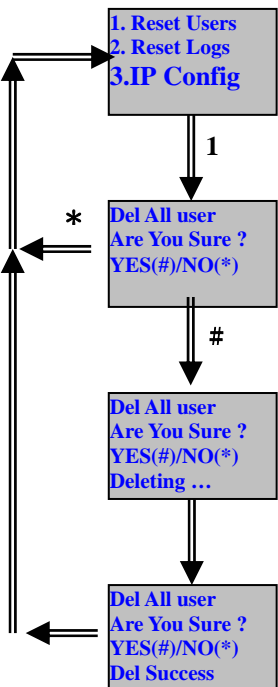 1. Reset Users
2. Reset Logs
3.IP Config
1
*
Del All user
Are You Sure ?
YES(#)/NO(*)
#
Del All user
Are You Sure ?
YES(#)/NO(*)
Deleting …
Del All user
Are You Sure ?
YES(#)/NO(*)
Del Success